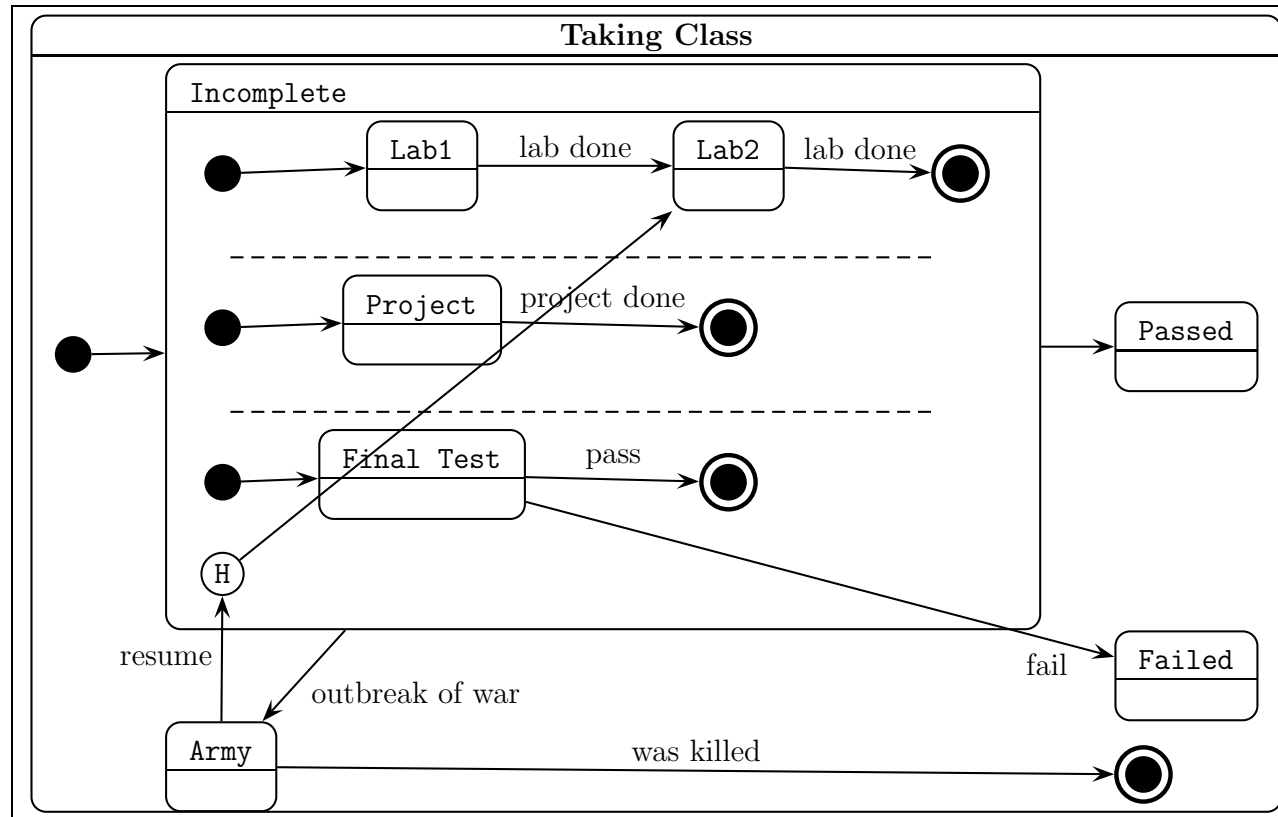 Taking Class
Incomplete
Lab1
lab done
Lab2
lab done
Project
project done
Passed
Final Test
pass
H
resume
fail
Failed
outbreak of war
Army
was killed